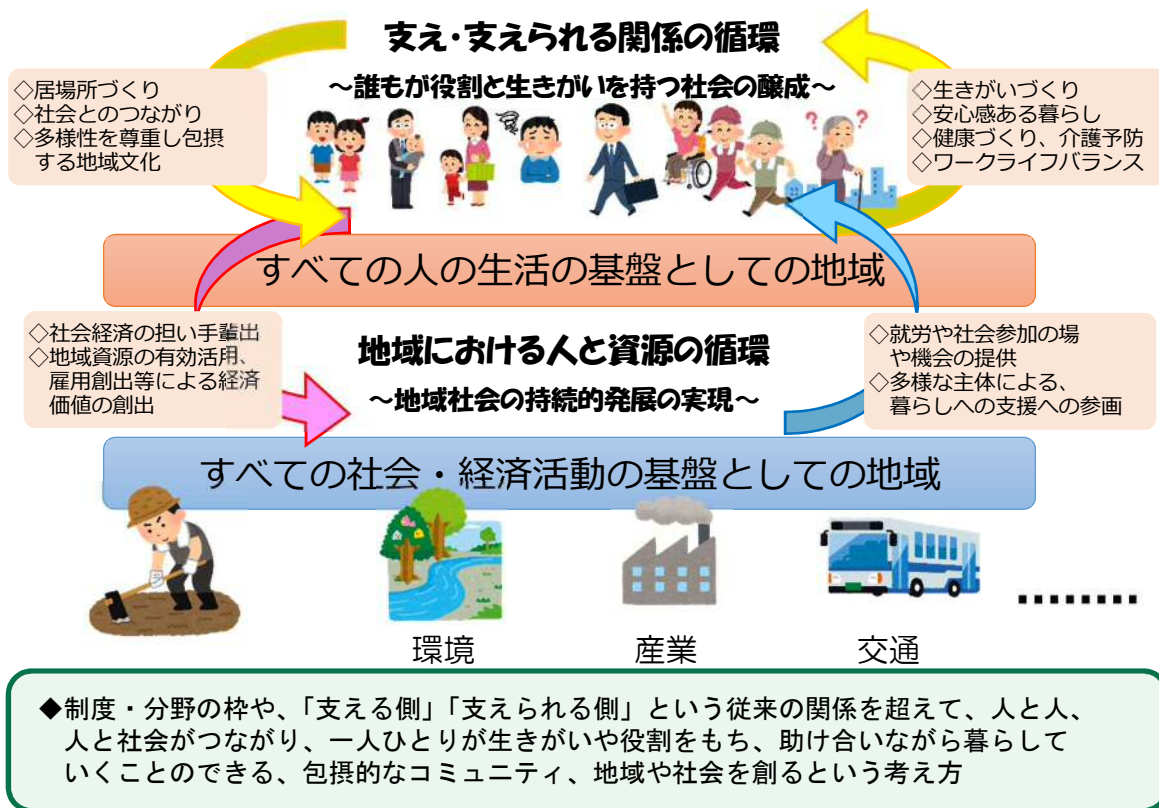 支え・支えられる関係の循環
～誰もが役割と生きがいを持つ社会の醸成～
◇居場所づくり
◇社会とのつながり
◇多様性を尊重し包摂
する地域文化
◇生きがいづくり
◇安心感ある暮らし
◇健康づくり、介護予防
◇ワークライフバランス
すべての人の生活の基盤としての地域
◇社会経済の担い手輩出
◇地域資源の有効活用、
雇用創出等による経済
価値の創出
地域における人と資源の循環
～地域社会の持続的発展の実現～
◇就労や社会参加の場
や機会の提供
◇多様な主体による、
暮らしへの支援への参画
すべての社会・経済活動の基盤としての地域
環境
産業
交通
◆制度・分野の枠や、「支える側」「支えられる側」という従来の関係を超えて、人と人、
人と社会がつながり、一人ひとりが生きがいや役割をもち、助け合いながら暮らして
いくことのできる、包摂的なコミュニティ、地域や社会を創るという考え方